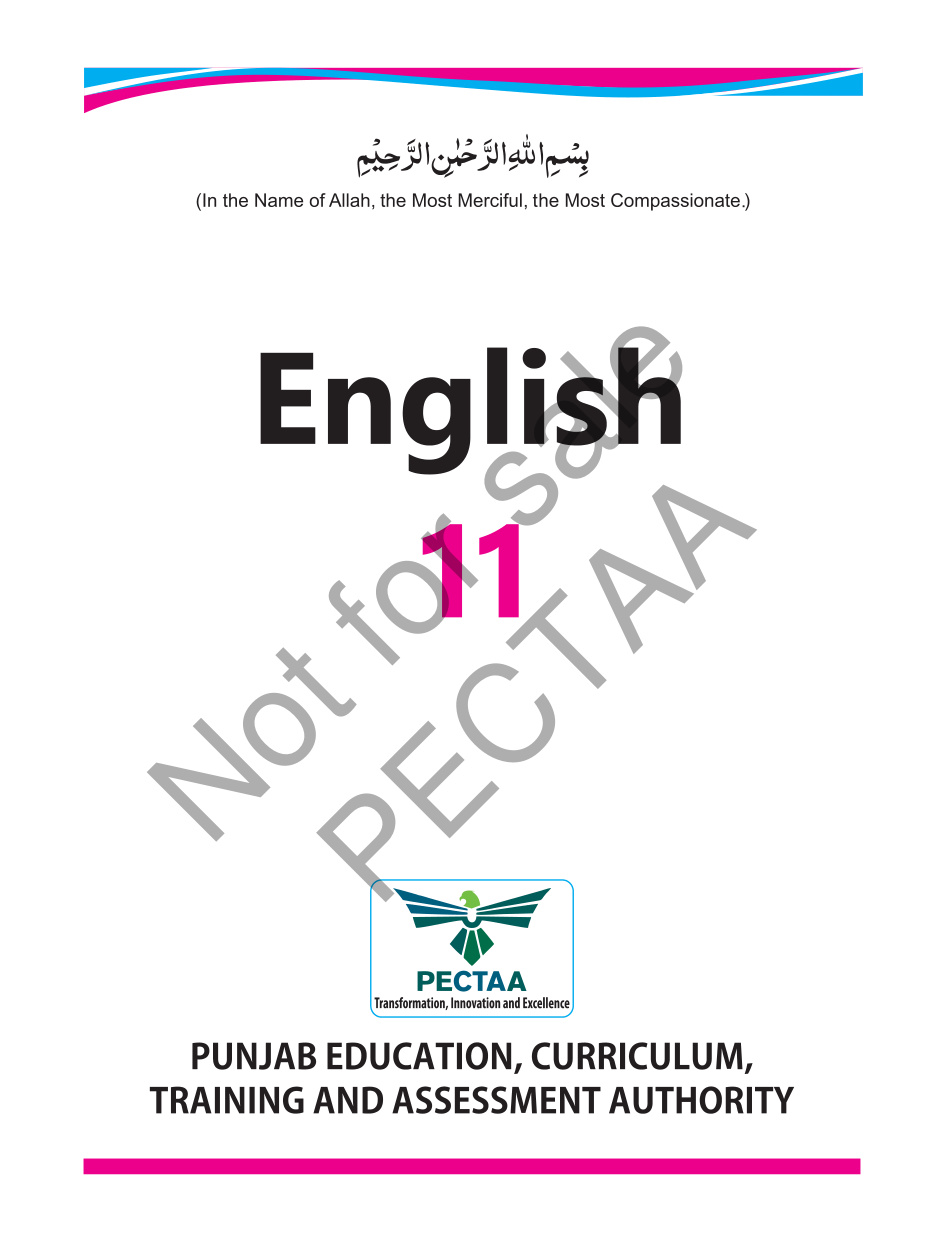 بِسْمِ اللهِ الرَّحْمٰنِ الرَّحِيْمِ
(In the Name of Allah, the Most Merciful, the Most Compassionate.)
English
11
Not for sale
PECTAA
PECTAA
Transformation, Innovation and Excellence
PUNJAB EDUCATION, CURRICULUM,
TRAINING AND ASSESSMENT AUTHORITY